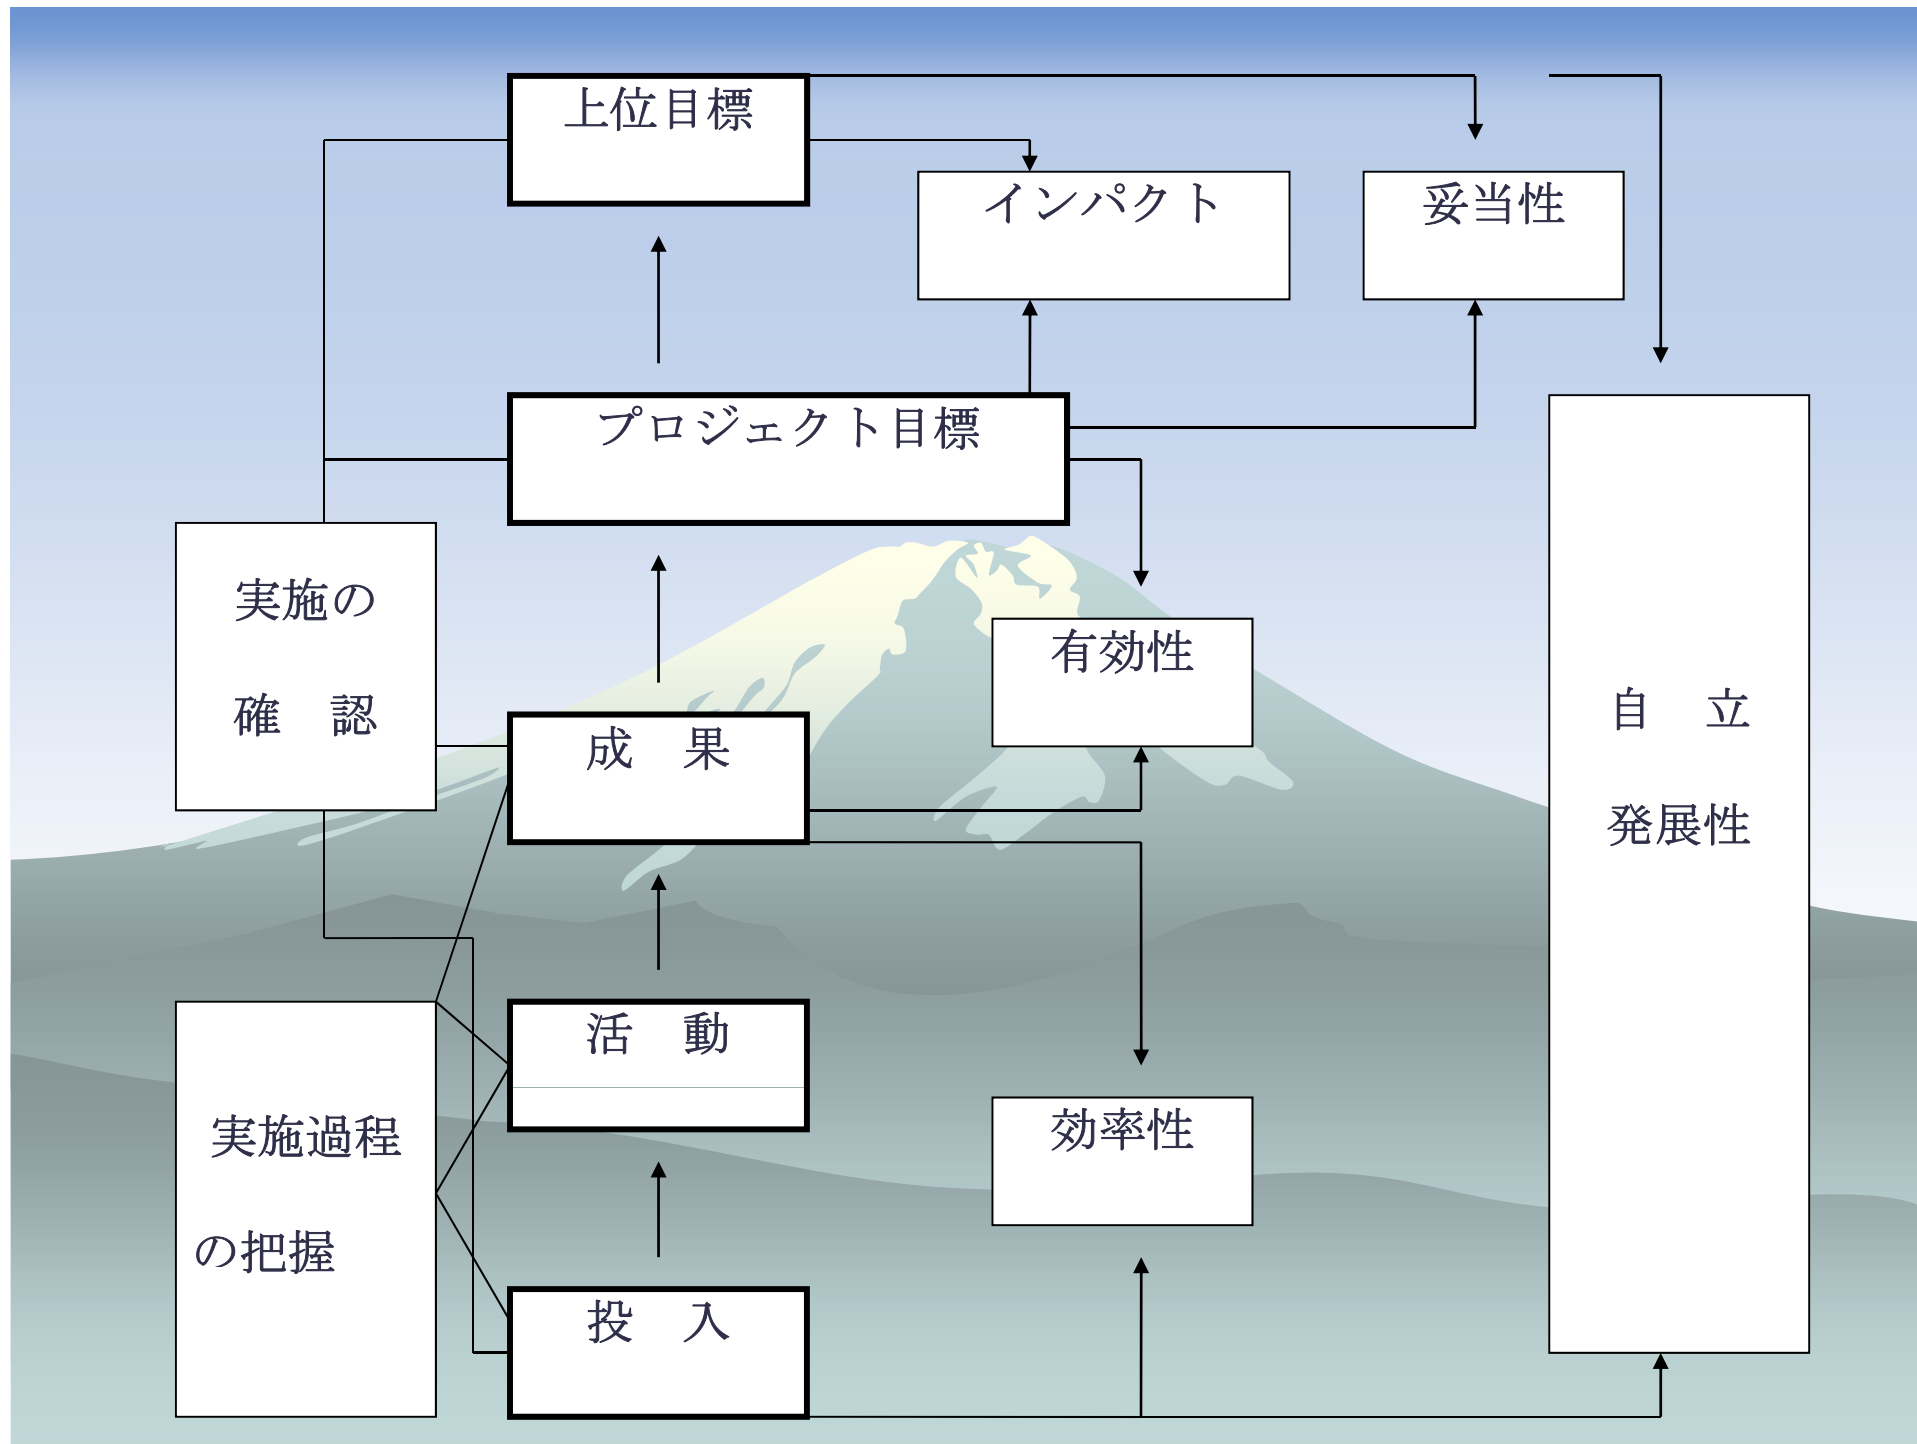 上位目標
インパクト
妥当性
プロジェクト目標
実施の
確　認
有効性
成　果
自　立
発展性
活　動
実施過程
の把握
効率性
投　入